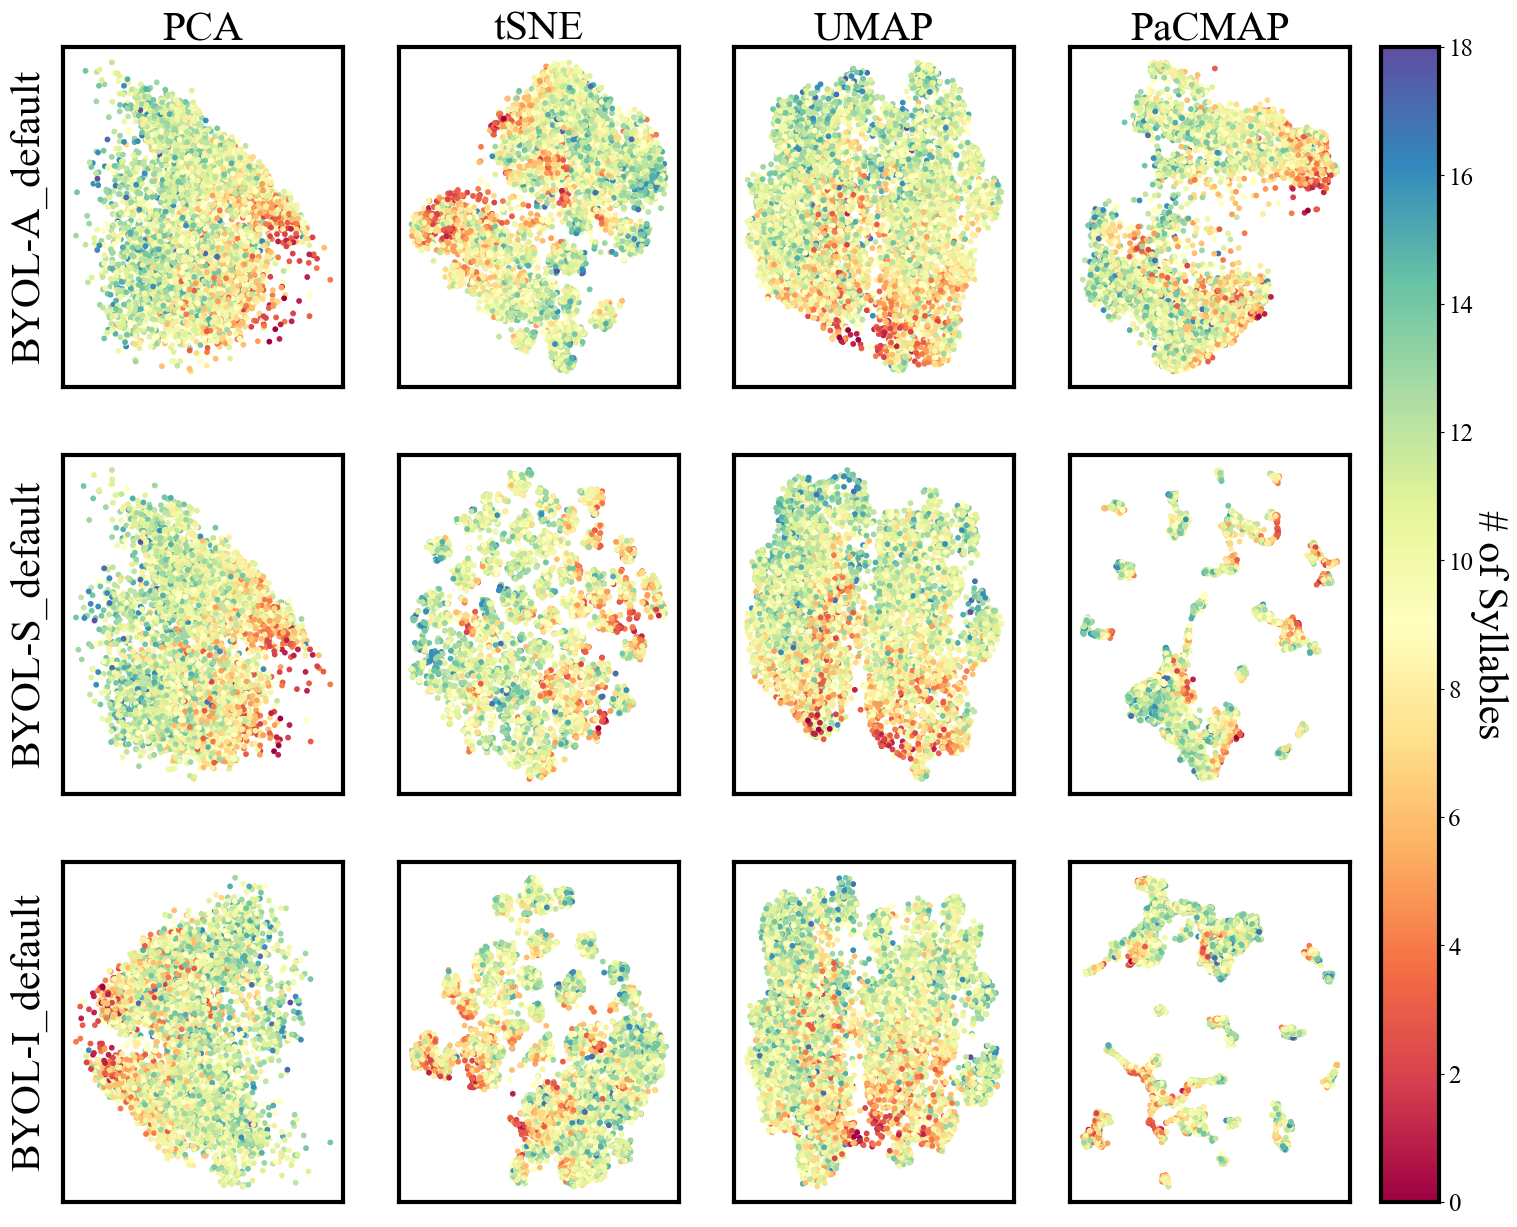 PCA
tSNE
UMAP
PaCMAP
BYOL-A_default
BYOL-S_default
BYOL-I_default
18
16
14
12
10
8
6
4
2
0
# of Syllables